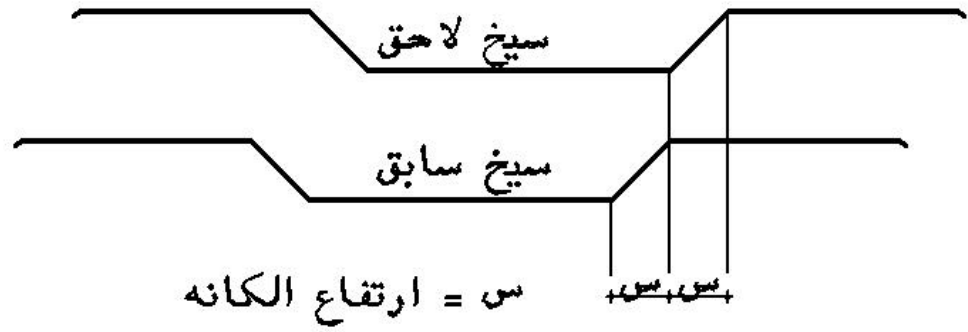 سيخ لاحق
سيخ سابق
س س
س = ارتفاع الكانه